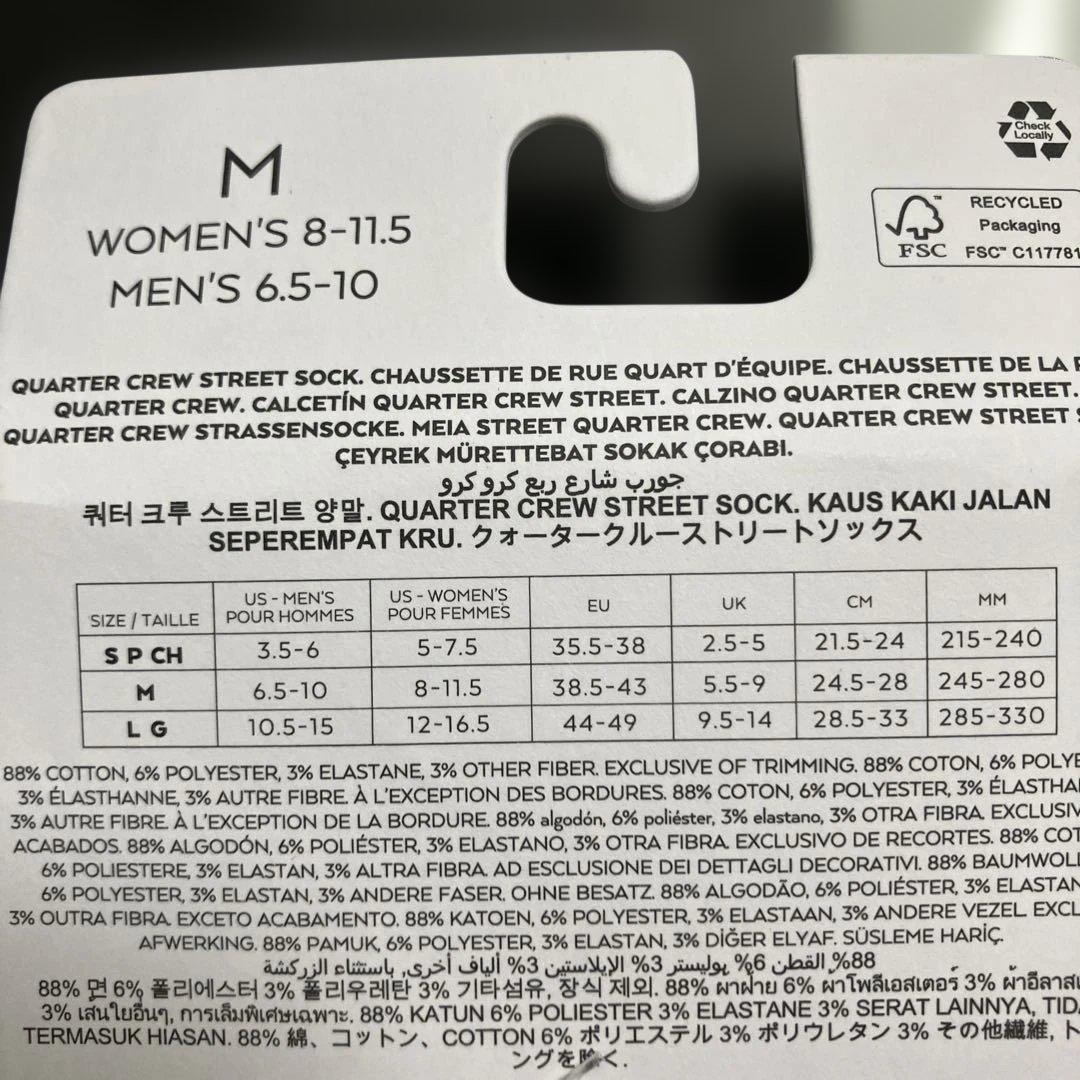 M
WOMEN'S 8-11.5
MEN'S 6.5-10
Check
Locally
FSC™
RECYCLED
Packaging
FSC™ C117781
QUARTER CREW STREET SOCK. CHAUSSETTE DE RUE QUART D'ÉQUIPE. CHAUSSETTE DE LA
QUARTER CREW. CALCETÍN QUARTER CREW STREET. CALZINO QUARTER CREW STREET.
QUARTER CREW STRASSENSOCKE. MEIA STREET QUARTER CREW. QUARTER CREW STREET
ÇEYREK MÜRETTEBAT SOKAK ÇORABI.
جورب شارع ربع كرو كرو
쿼터 크루 스트리트 양말. QUARTER CREW STREET SOCK. KAUS KAKI JALAN
SEPEREMPAT KRU. クォータークルーストリートソックス
SIZE / TAILLE US - MEN'S POUR HOMMES US - WOMEN'S POUR FEMMES EU UK CM MM
S P CH 3.5-6 5-7.5 35.5-38 2.5-5 21.5-24 215-240
M 6.5-10 8-11.5 38.5-43 5.5-9 24.5-28 245-280
L G 10.5-15 12-16.5 44-49 9.5-14 28.5-33 285-330
88% COTTON, 6% POLYESTER, 3% ELASTANE, 3% OTHER FIBER. EXCLUSIVE OF TRIMMING. 88% COTON, 6% POLYE
3% ÉLASTHANNE, 3% AUTRE FIBRE. À L'EXCEPTION DES BORDURES. 88% COTON, 6% POLYESTER, 3% ÉLASTHA
3% AUTRE FIBRE. À L'EXCEPTION DE LA BORDURE. 88% algodón, 6% poliéster, 3% elastano, 3% OTRA FIBRA. EXCLUSIV
ACABADOS. 88% ALGODÓN, 6% POLIÉSTER, 3% ELASTANO, 3% OTRA FIBRA. EXCLUSIVO DE RECORTES. 88% COT
6% POLIESTERE, 3% ELASTAN, 3% ALTRA FIBRA. AD ESCLUSIONE DEI DETTAGLI DECORATIVI. 88% BAUMWOLL
6% POLYESTER, 3% ELASTAN, 3% ANDERE FASER. OHNE BESATZ. 88% ALGODÃO, 6% POLIÉSTER, 3% ELASTAN
3% OUTRA FIBRA. EXCETO ACABAMENTO. 88% KATOEN, 6% POLYESTER, 3% ELASTAAN, 3% ANDERE VEZEL. EXCL
AFWERKING. 88% PAMUK, 6% POLYESTER, 3% ELASTAN, 3% DİĞER ELYAF. SÜSLEME HARİÇ.
88% القطن 6% بوليستر 3% الإيلاستين 3% ألياف أخرى, باستثناء الزركشة
88% 면 6% 폴리에스터 3% 폴리우레탄 3% 기타섬유, 장식 제외. 88% ผาฝ้าย 6% ผ้าโพลีเอสเตอร์ 3% ผ้าอีลาส
3% เส้นใยอื่นๆ, การเล็มพิเศษเฉพาะ. 88% KATUN 6% POLIESTER 3% ELASTANE 3% SERAT LAINNYA, TIDA
TERMASUK HIASAN. 88% 綿、コットン、COTTON 6% ポリエステル 3% ポリウレタン 3% その他繊維, ト
ングを除く.